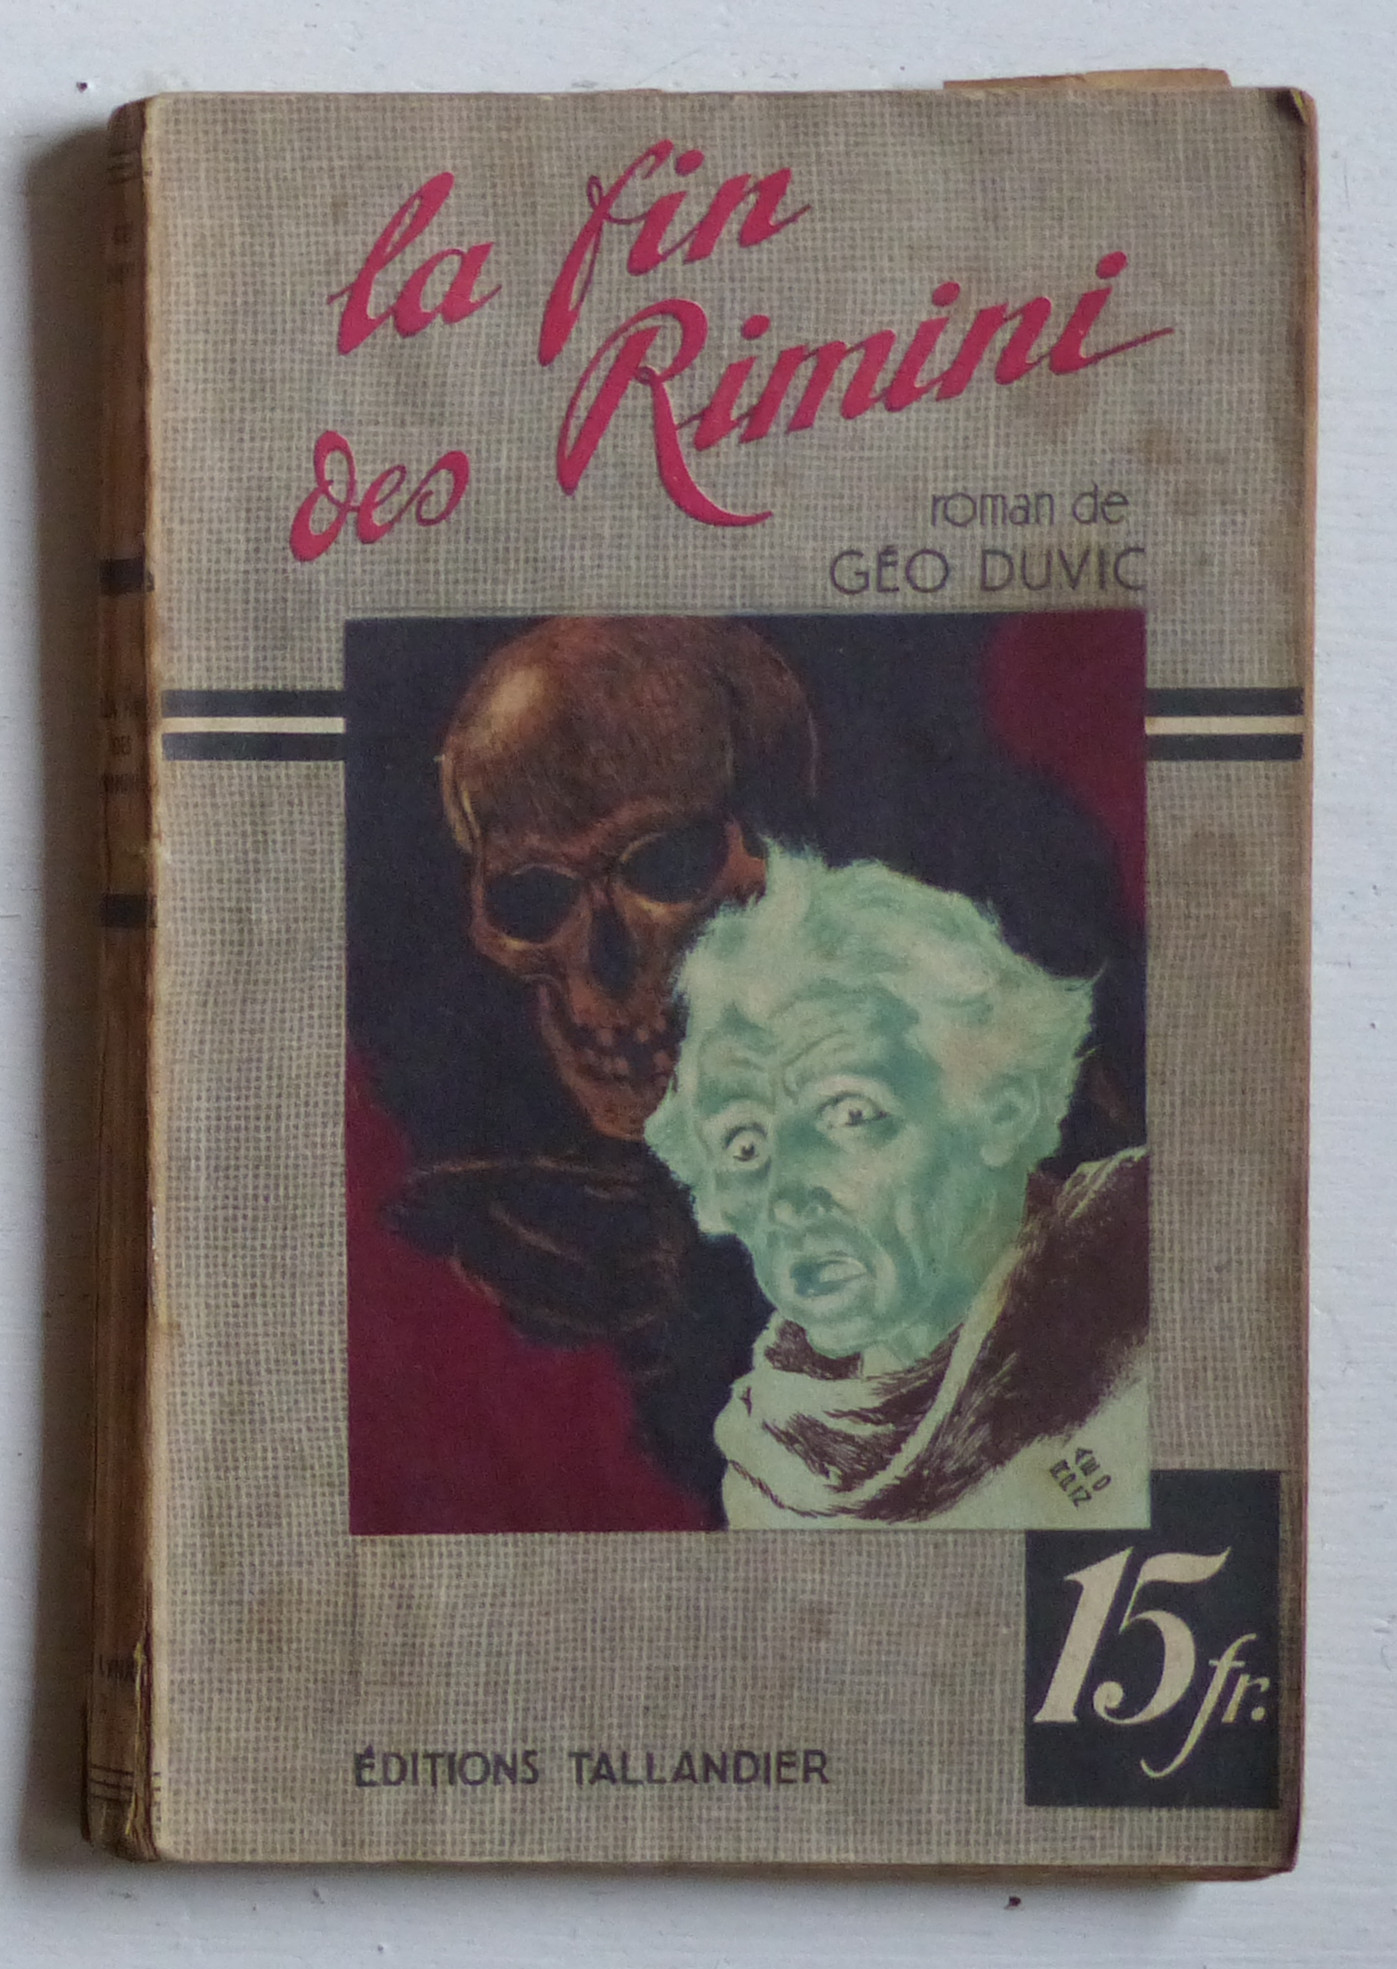 la fin
des Rimini
roman de
GÉO DUVIC
15 fr.
ÉDITIONS TALLANDIER